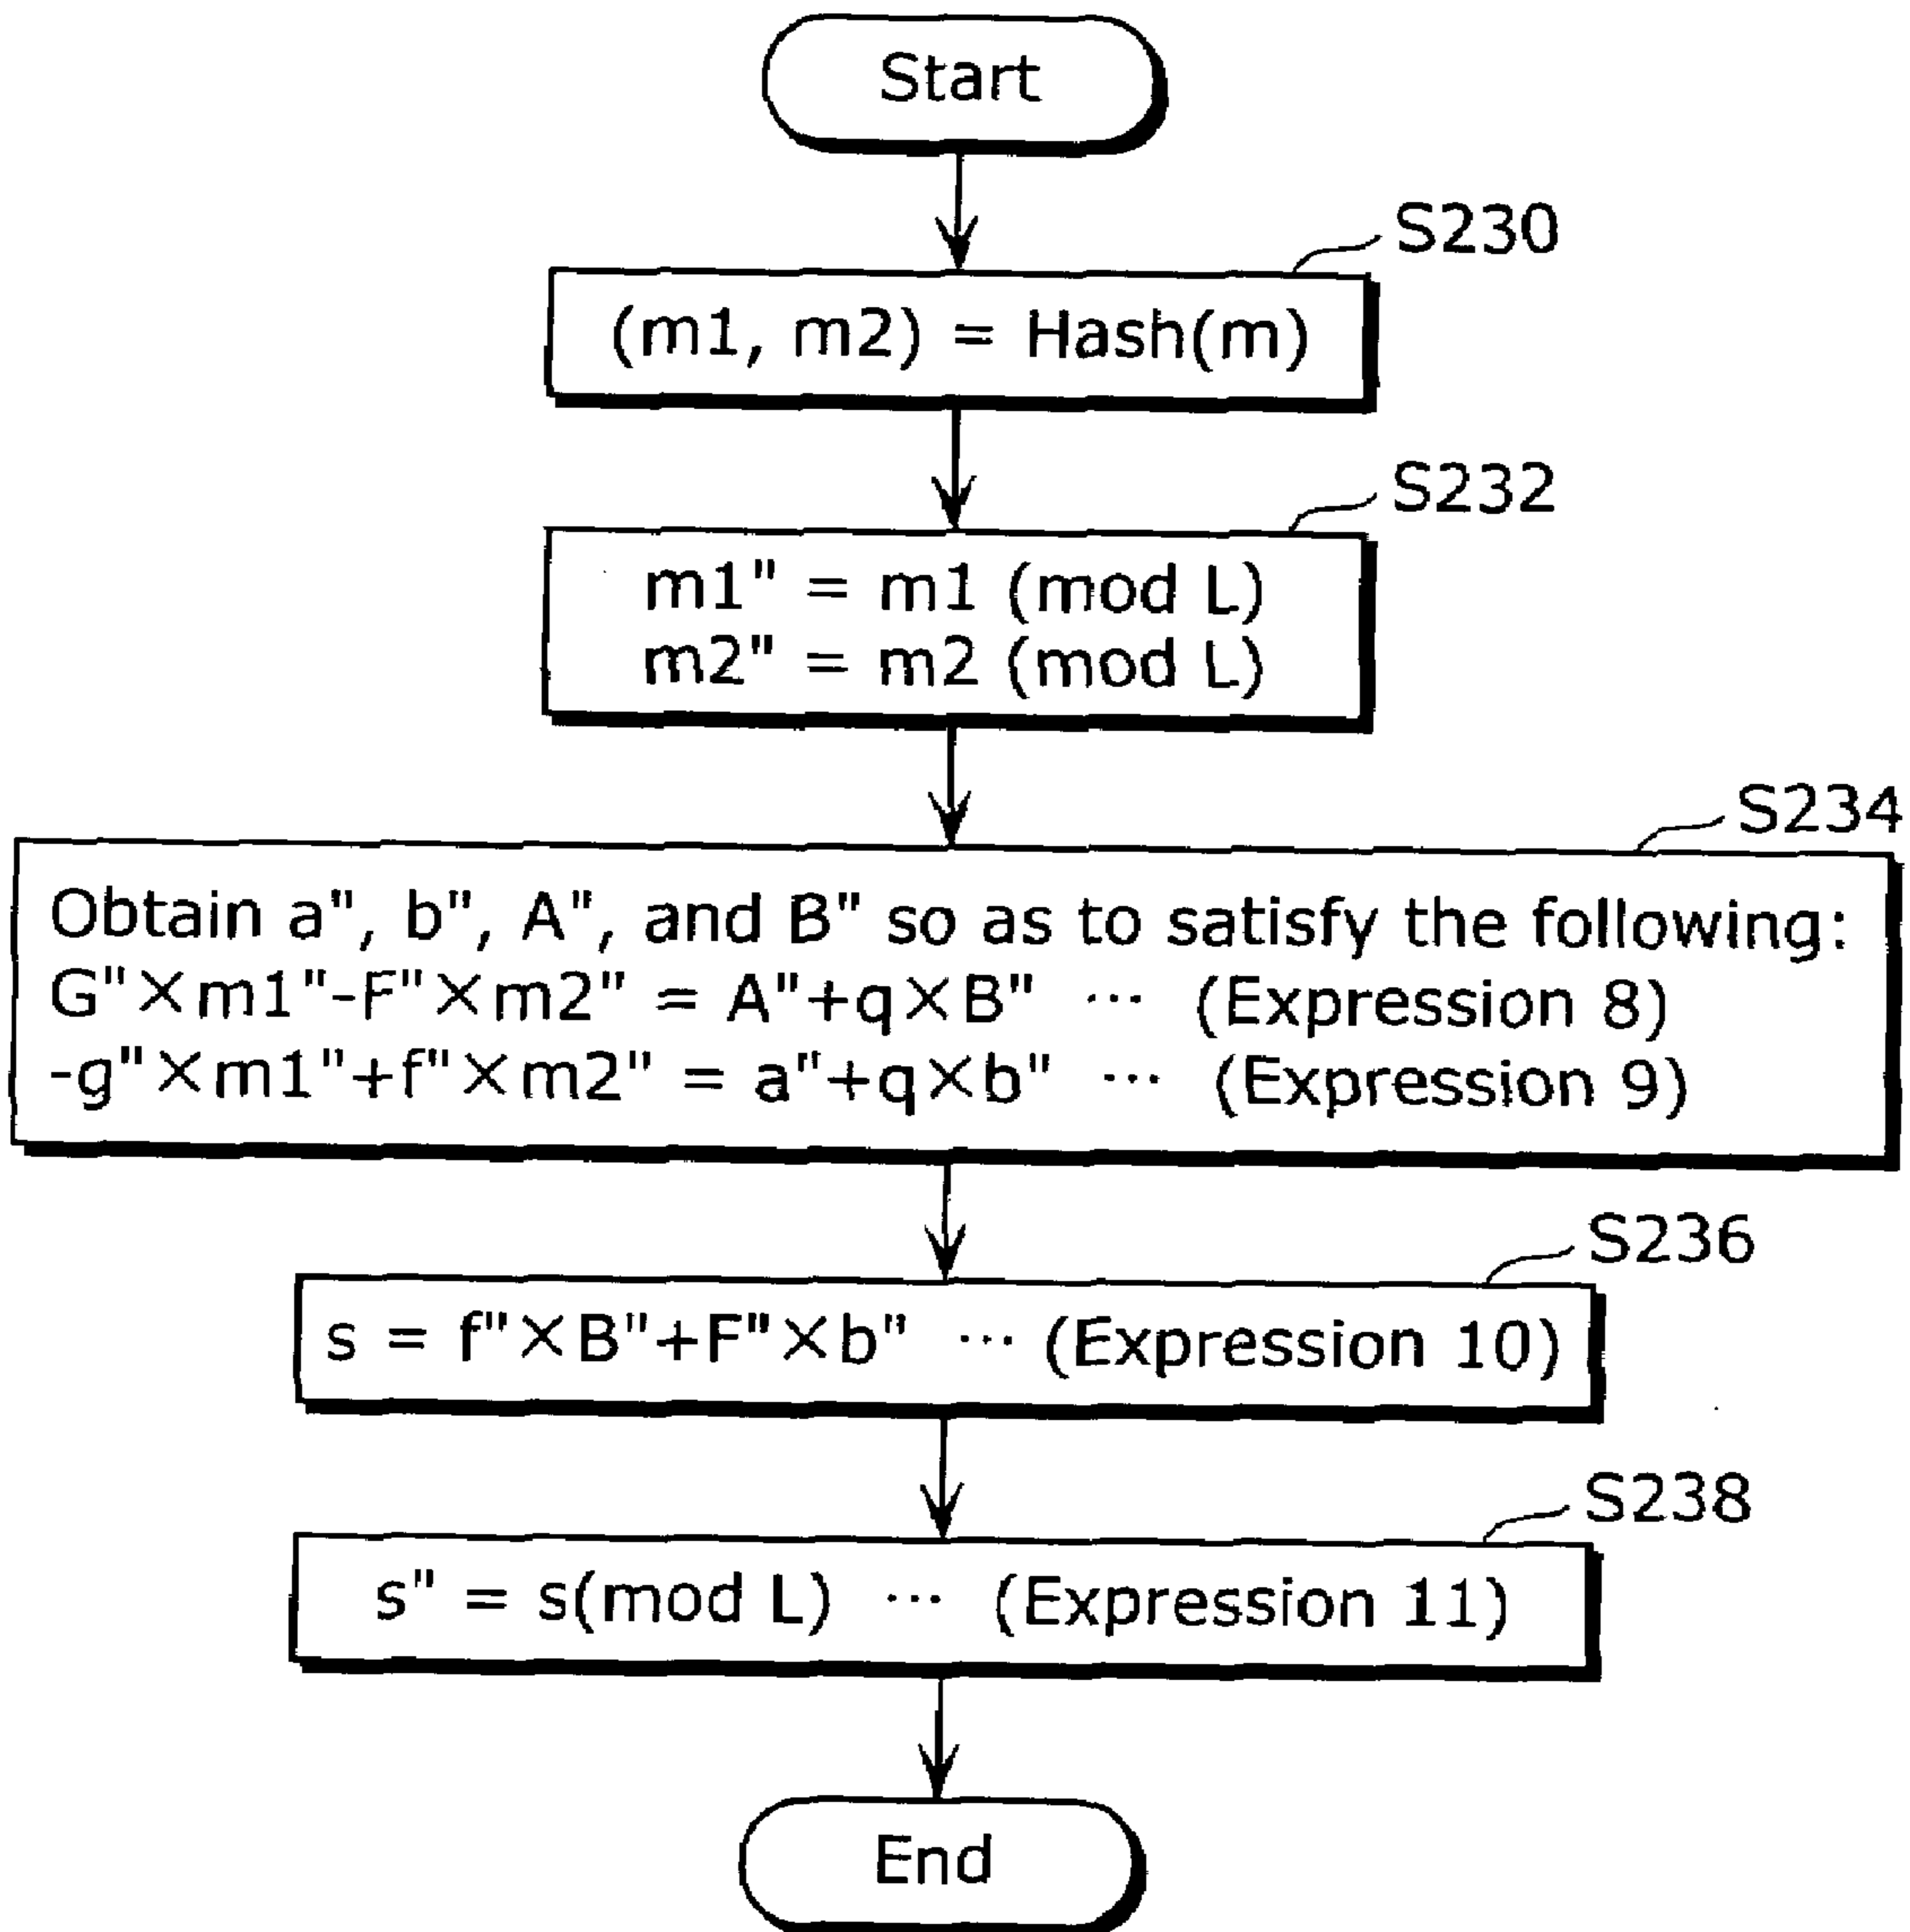 Start
S230
(m1, m2) = Hash(m)
S232
m1" = m1 (mod L)
m2" = m2 (mod L)
S234
Obtain a", b", A", and B" so as to satisfy the following:
G"×m1"-F"×m2" = A"+q×B" ··· (Expression 8)
-g"×m1"+f"×m2" = a"+q×b" ··· (Expression 9)
S236
s = f"×B"+F"×b" ··· (Expression 10)
S238
s" = s(mod L) ··· (Expression 11)
End